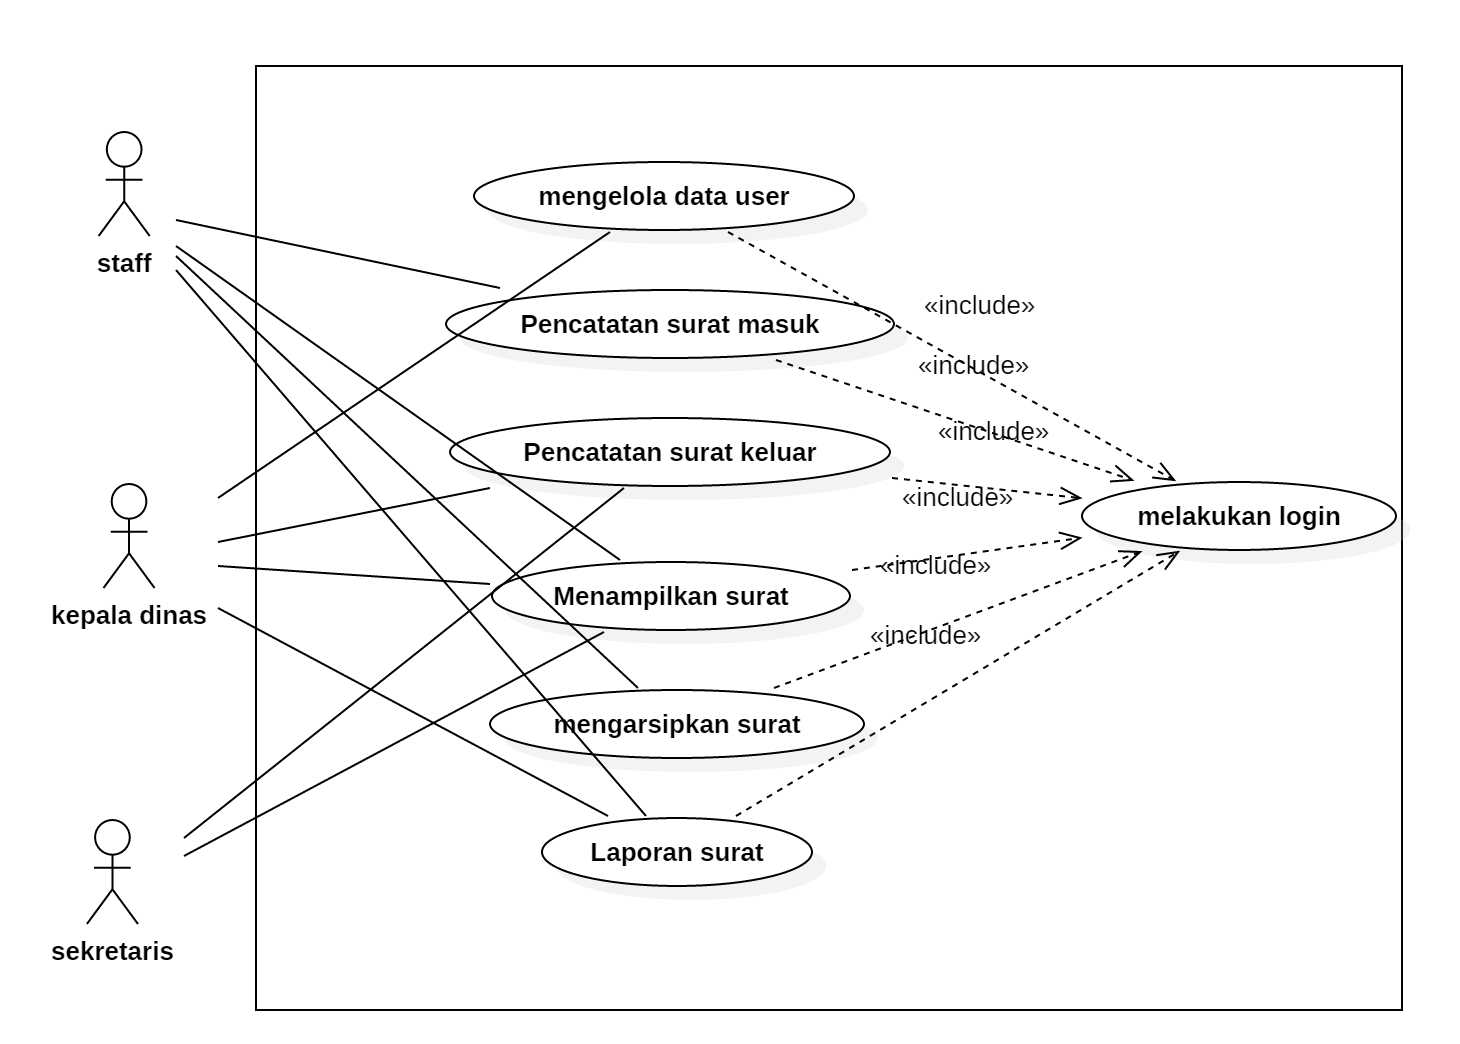 mengelola data user
staff
«include»
Pencatatan surat masuk
«include»
«include»
Pencatatan surat keluar
«include»
melakukan login
«include»
Menampilkan surat
kepala dinas
«include»
mengarsipkan surat
Laporan surat
sekretaris